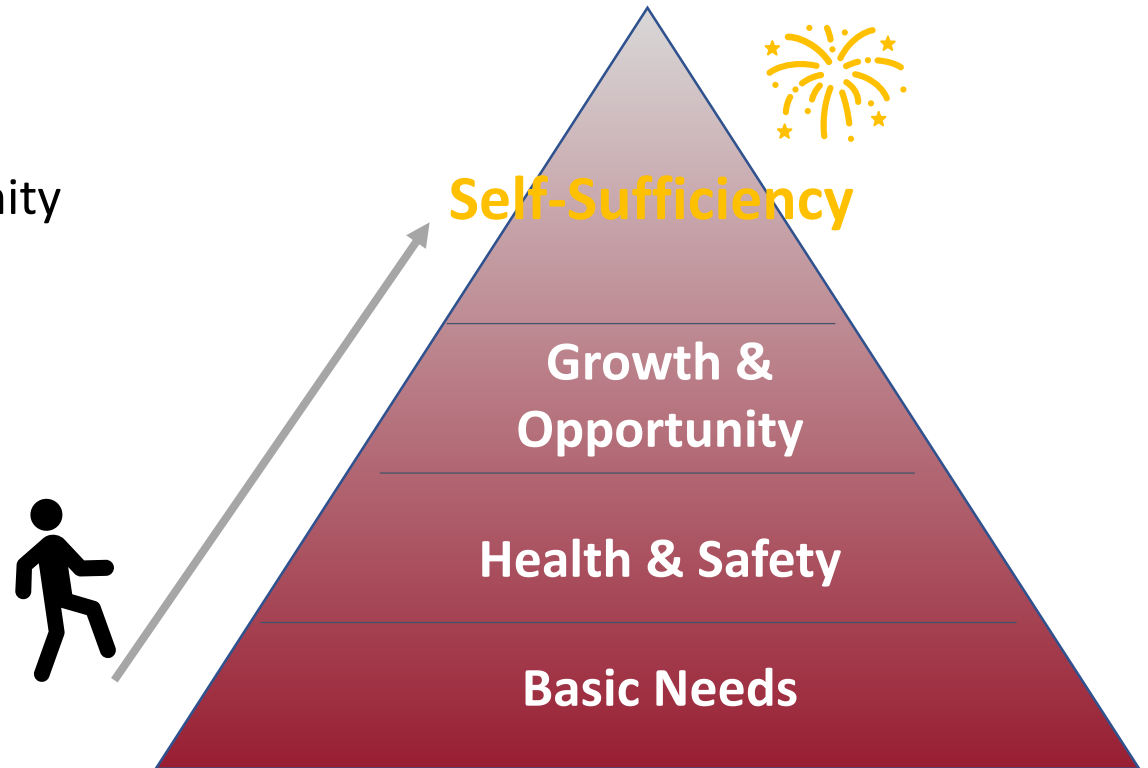 nity
Self-Sufficiency
Growth &
Opportunity
Health & Safety
Basic Needs